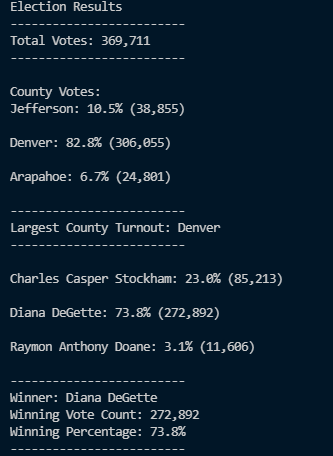 Election Results
-------------------------
Total Votes: 369,711
-------------------------
County Votes:
Jefferson: 10.5% (38,855)
Denver: 82.8% (306,055)
Arapahoe: 6.7% (24,801)
-------------------------
Largest County Turnout: Denver
-------------------------
Charles Casper Stockham: 23.0% (85,213)
Diana DeGette: 73.8% (272,892)
Raymon Anthony Doane: 3.1% (11,606)
-------------------------
Winner: Diana DeGette
Winning Vote Count: 272,892
Winning Percentage: 73.8%
-------------------------